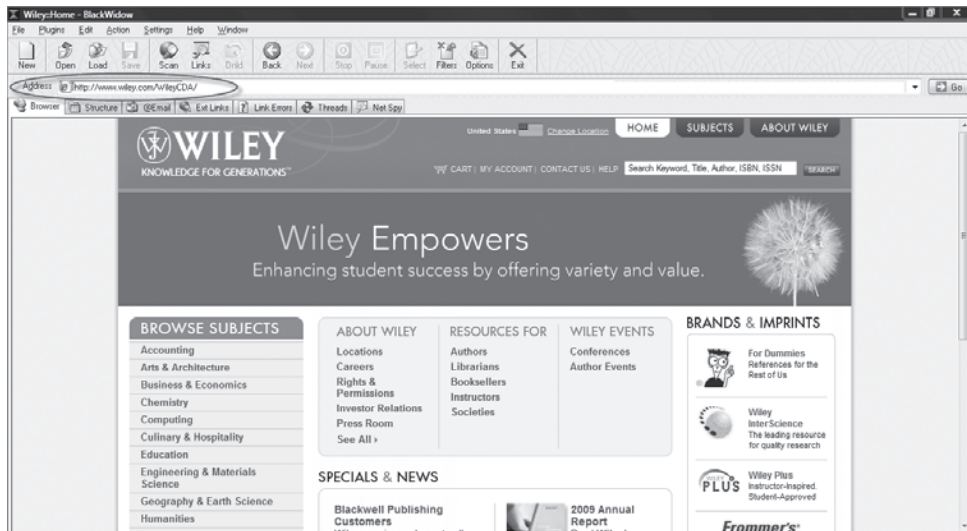 Wiley::Home - BlackWidow
File Plugins Edit Action Settings Help Window
New Open Load Save Scan Links Back Next Stop Pause Select Filters Options Exit
Address http://www.wiley.com/WileyCDA/ Go
Browser Structure @Email Ext Links Link Errors Threads Net Spy
United States Change Location HOME SUBJECTS ABOUT WILEY
WILEY
KNOWLEDGE FOR GENERATIONS™
CART | MY ACCOUNT | CONTACT US | HELP Search Keyword, Title, Author, ISBN, ISSN SEARCH
Wiley Empowers
Enhancing student success by offering variety and value.
BROWSE SUBJECTS
Accounting
Arts & Architecture
Business & Economics
Chemistry
Computing
Culinary & Hospitality
Education
Engineering & Materials
Science
Geography & Earth Science
Humanities
ABOUT WILEY
Locations
Careers
Rights &
Permissions
Investor Relations
Press Room
See All ›
RESOURCES FOR
Authors
Librarians
Booksellers
Instructors
Societies
WILEY EVENTS
Conferences
Author Events
SPECIALS & NEWS
Blackwell Publishing
Customers
2009 Annual
Report
BRANDS & IMPRINTS
For Dummies
References for the
Rest of Us
Wiley
InterScience
The leading resource
for quality research
WILEY
PLUS
Wiley Plus
Instructor-Inspired.
Student-Approved
Frommer's®